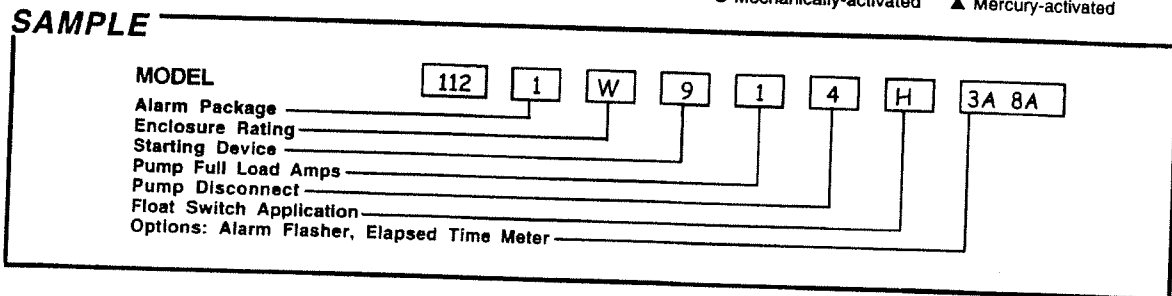 ● Mechanically-activated ▲ Mercury-activated
SAMPLE
MODEL 112 1 W 9 1 4 H 3A 8A
Alarm Package
Enclosure Rating
Starting Device
Pump Full Load Amps
Pump Disconnect
Float Switch Application
Options: Alarm Flasher, Elapsed Time Meter